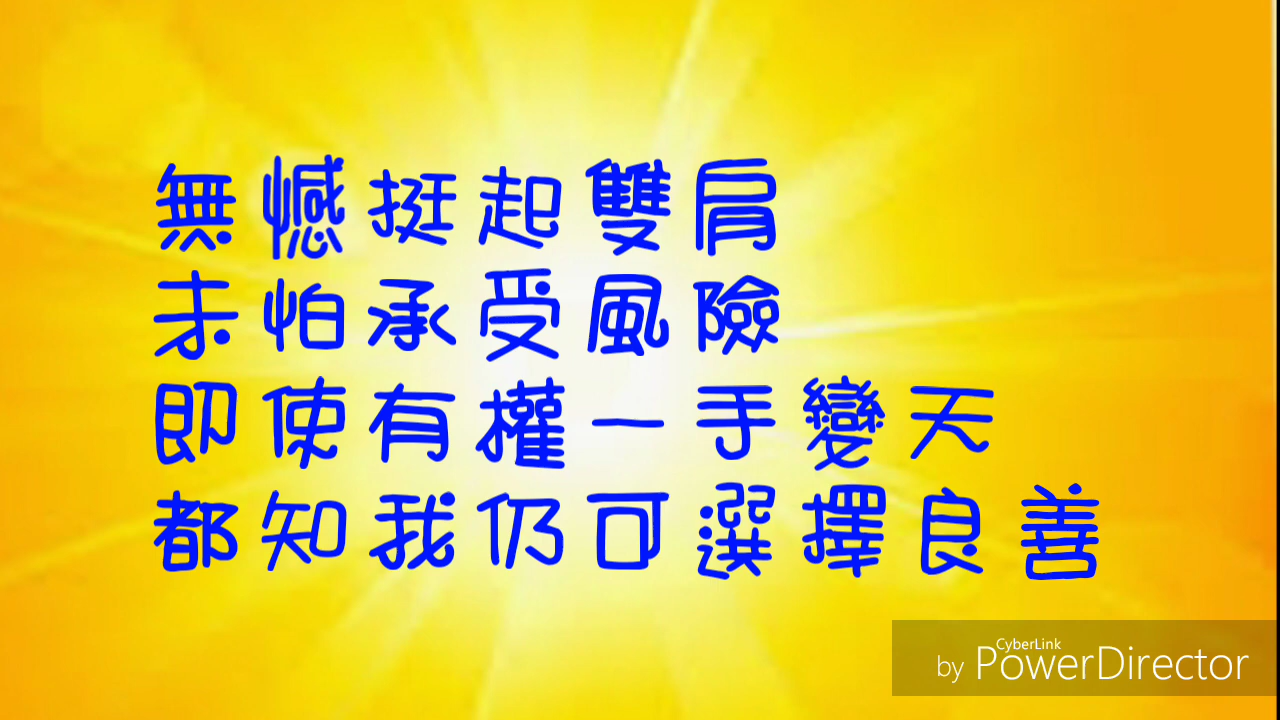 無憾挺起雙肩
未怕承受風險
即使有權一手變天
都知我仍可選擇良善
CyberLink
by PowerDirector